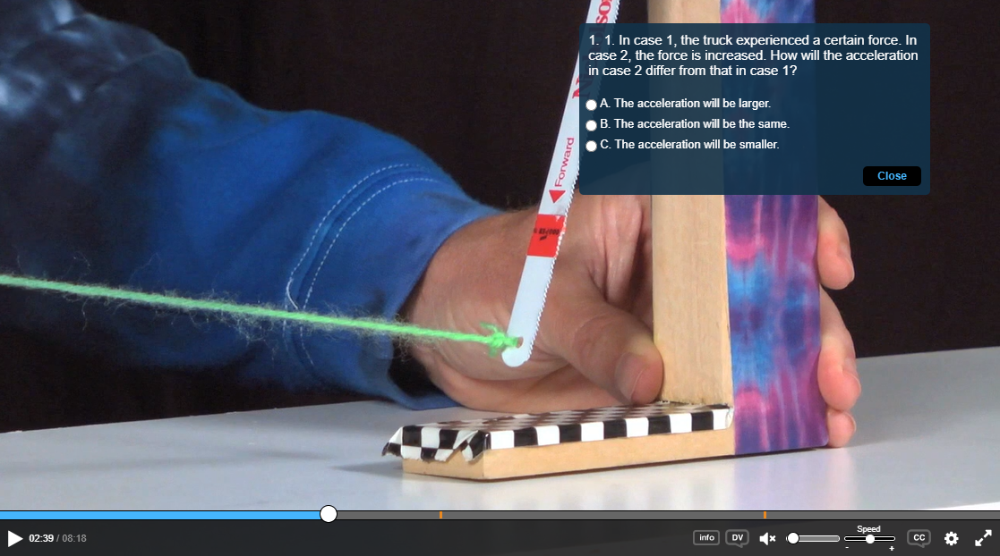 1. 1. In case 1, the truck experienced a certain force. In
case 2, the force is increased. How will the acceleration
in case 2 differ from that in case 1?
A. The acceleration will be larger.
B. The acceleration will be the same.
C. The acceleration will be smaller.
Close
Forward
02:39 / 08:18
info
DV
Speed
- +
CC